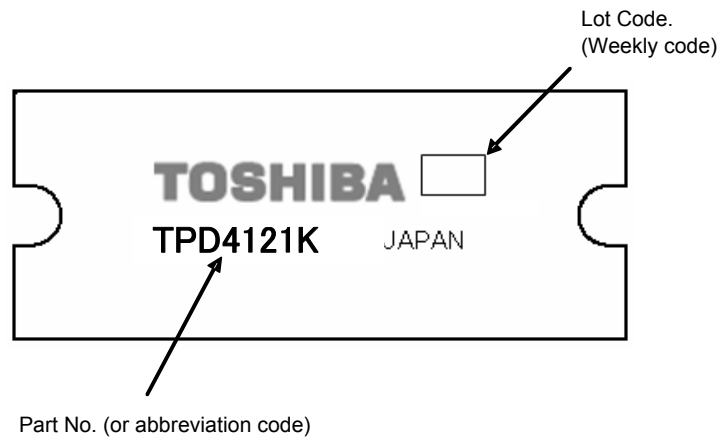 Lot Code.
(Weekly code)
TOSHIBA
TPD4121K JAPAN
Part No. (or abbreviation code)